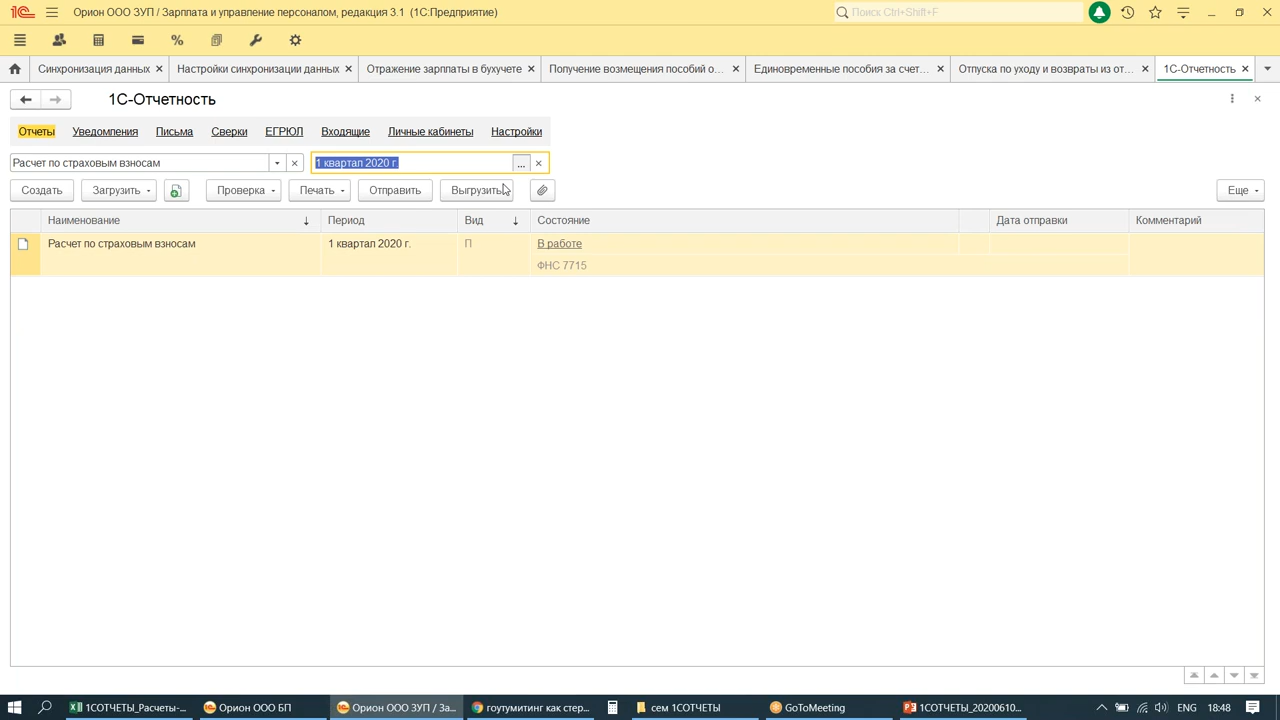 Орион ООО ЗУП / Зарплата и управление персоналом, редакция 3.1 (1С:Предприятие)
Поиск Ctrl+Shift+F
Синхронизация данных
Настройки синхронизации данных
Отражение зарплаты в бухучете
Получение возмещения пособий о...
Единовременные пособия за счет...
Отпуска по уходу и возвраты из от...
1С-Отчетность
1С-Отчетность
Отчеты Уведомления Письма Сверки ЕГРЮЛ Входящие Личные кабинеты Настройки
Расчет по страховым взносам
1 квартал 2020 г.
...
Создать Загрузить Проверка Печать Отправить Выгрузить Еще
Наименование Период Вид Состояние Дата отправки Комментарий
Расчет по страховым взносам 1 квартал 2020 г. П В работе
ФНС 7715
1СОТЧЕТЫ_Расчеты-... Орион ООО БП Орион ООО ЗУП / За... гоутумитинг как стер... сем 1СОТЧЕТЫ GoToMeeting 1СОТЧЕТЫ_20200610... ENG 18:48